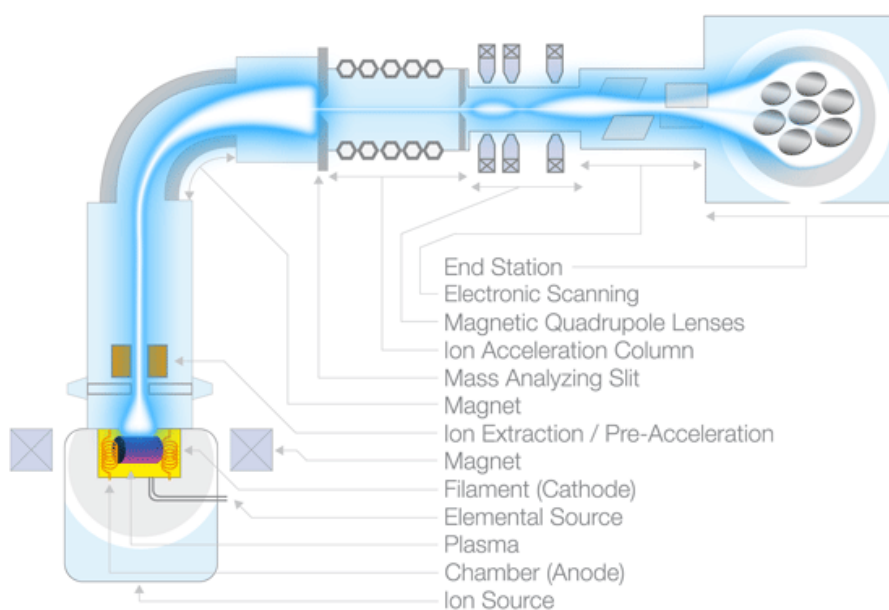 End Station
Electronic Scanning
Magnetic Quadrupole Lenses
Ion Acceleration Column
Mass Analyzing Slit
Magnet
Ion Extraction / Pre-Acceleration
Magnet
Filament (Cathode)
Elemental Source
Plasma
Chamber (Anode)
Ion Source